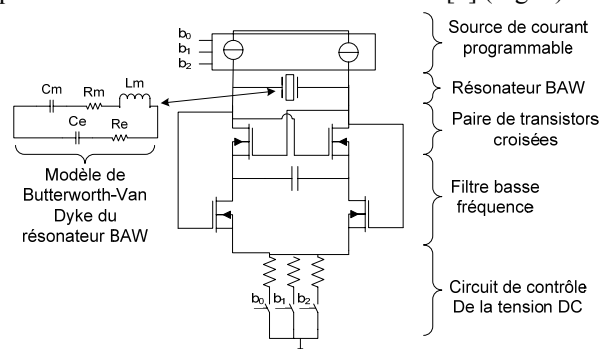 b0
b1
b2
Source de courant
programmable
Résonateur BAW
Paire de transistors
croisées
Filtre basse
fréquence
Circuit de contrôle
De la tension DC
Cm
Rm
Lm
Ce
Re
Modèle de
Butterworth-Van
Dyke du
résonateur BAW
b0
b1
b2